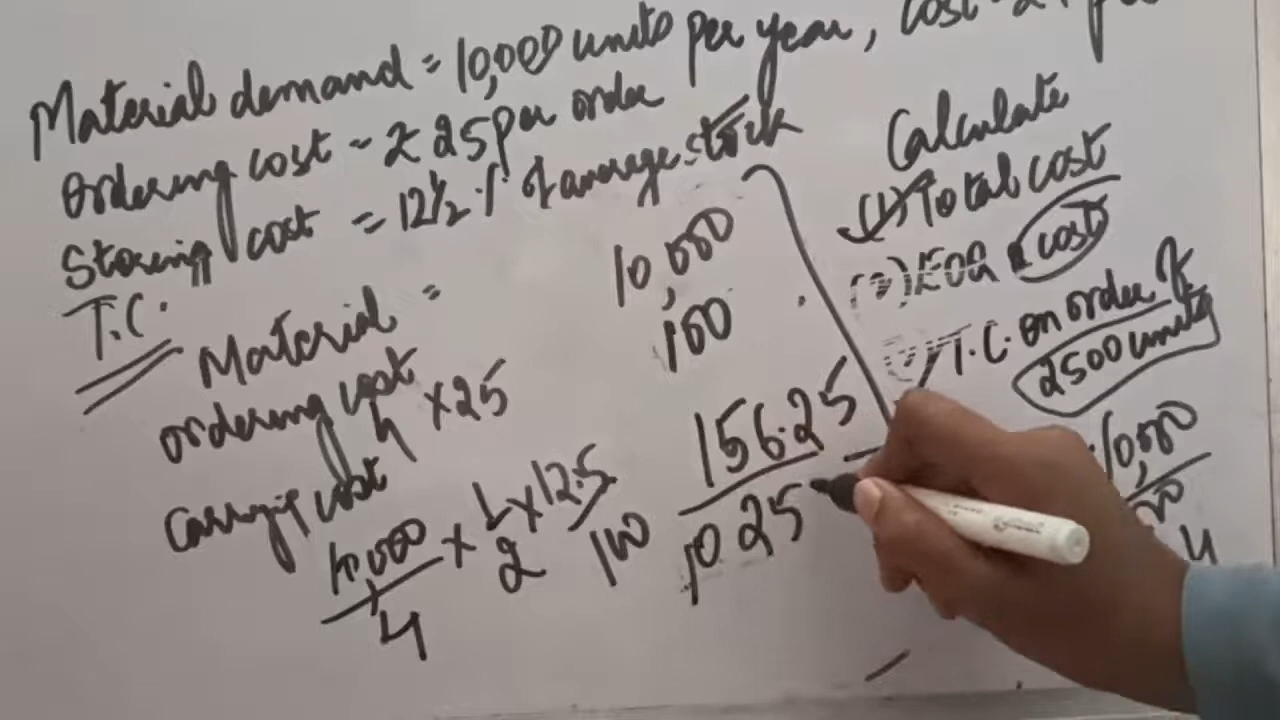 Material demand = 10,000 units per year, cost
Ordering cost - ₹ 25 per order
Storing cost = 12½ % of average stock
Calculate
(1) Total cost
(2) EOQ cost
T.C. on order of
2500 units
T.C.
Material = 10,000
ordering cost 100
4 × 25
Carrying cost 156.25
10,000 × 1 × 12.5
4 2 100
1025
10,000
4